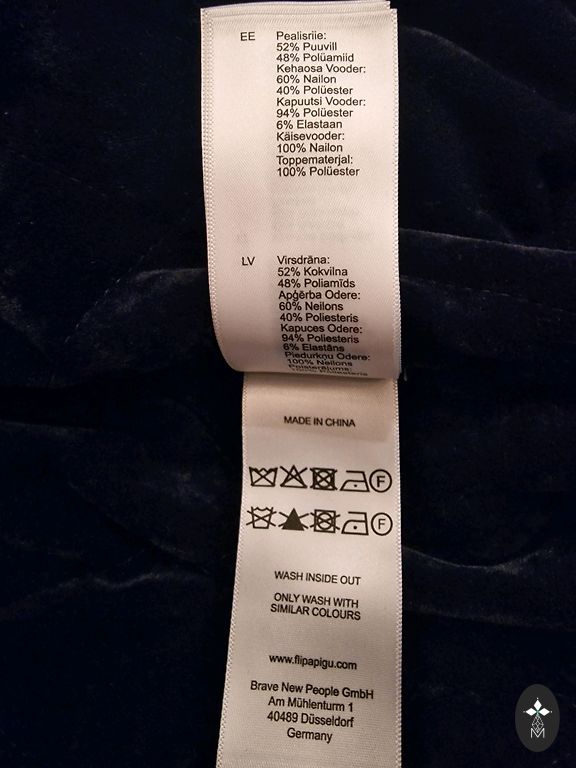 EE Pealisriie:
52% Puuvill
48% Polüamiid
Kehaosa Vooder:
60% Nailon
40% Polüester
Kapuutsi Vooder:
94% Polüester
6% Elastaan
Käisevooder:
100% Nailon
Toppematerjal:
100% Polüester
LV Virsdrāna:
52% Kokvilna
48% Poliamīds
Apģērba Odere:
60% Neilons
40% Poliesteris
Kapuces Odere:
94% Poliesteris
6% Elastāns
Piedurkņu Odere:
100% Neilons
Polsterējums:
100% Poliesteris
MADE IN CHINA
F
F
WASH INSIDE OUT
ONLY WASH WITH
SIMILAR COLOURS
www.flipapigu.com
Brave New People GmbH
Am Mühlenturm 1
40489 Düsseldorf
Germany
M